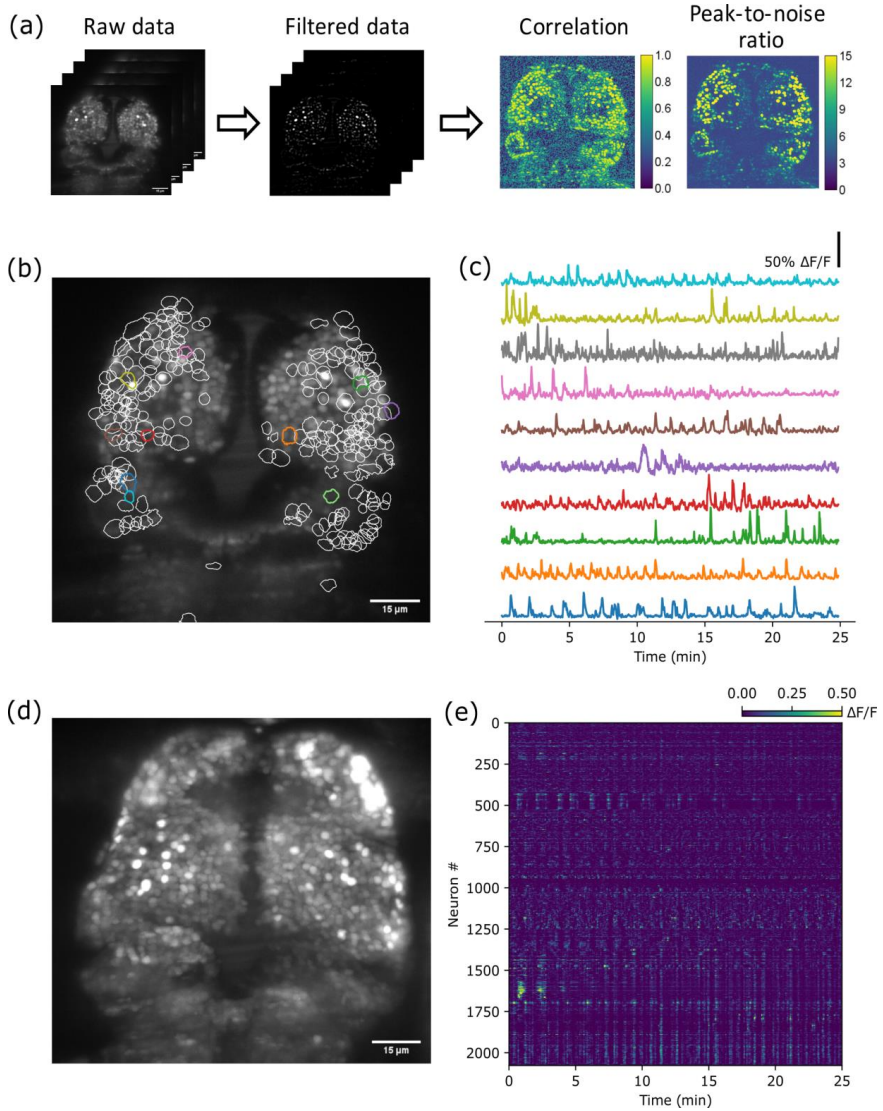 (a)
Raw data
Filtered data
Correlation
Peak-to-noise
ratio
1.0
0.8
0.6
0.4
0.2
0.0
15
12
9
6
3
0
(b)
15 µm
(c)
50% ΔF/F
0 5 10 15 20 25
Time (min)
(d)
15 µm
(e)
0.00 0.25 0.50
ΔF/F
0
250
500
750
1000
1250
1500
1750
2000
Neuron #
0 5 10 15 20 25
Time (min)